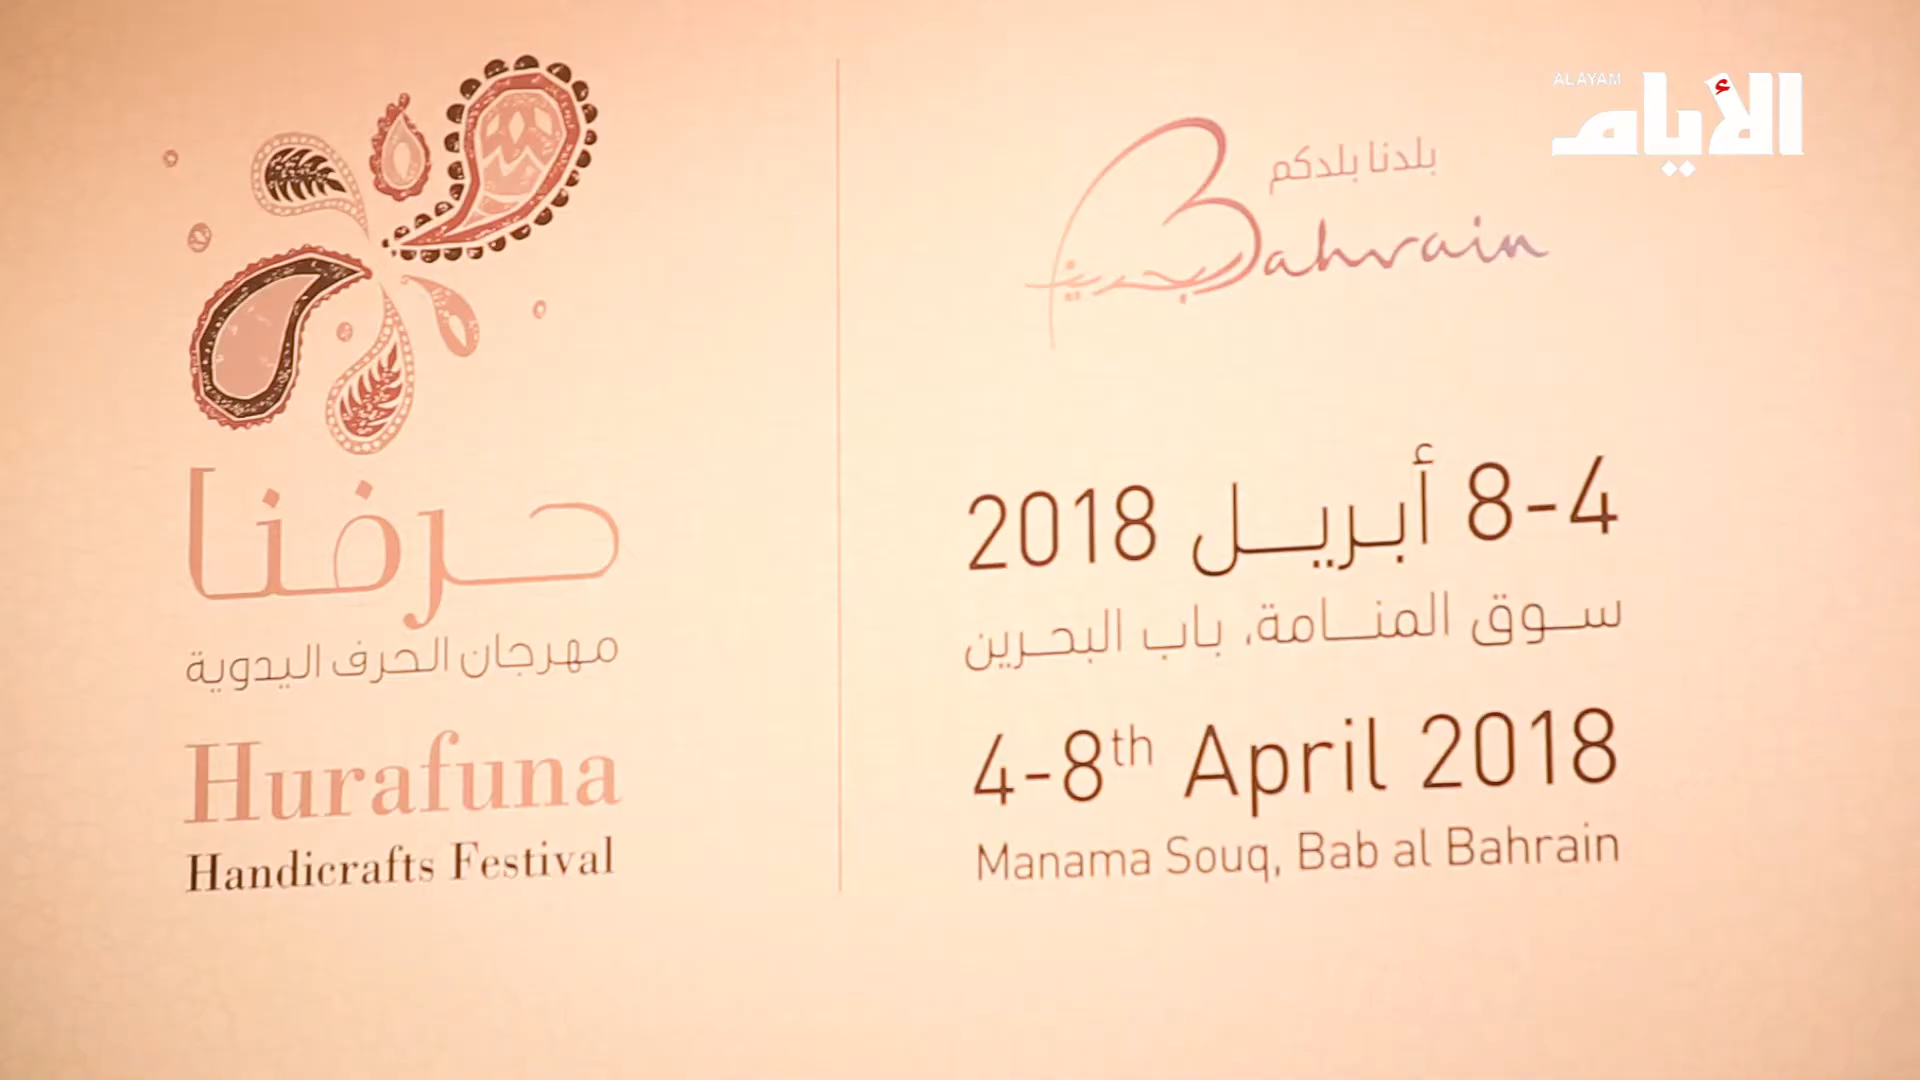 حرفنا
مهرجان الحرف اليدوية
Hurafuna
Handicrafts Festival
ALAYAM
الأيام
بلدنا بلدكم
Bahrain
بحرين
4-8 أبريل 2018
سوق المنامة، باب البحرين
4-8th April 2018
Manama Souq, Bab al Bahrain